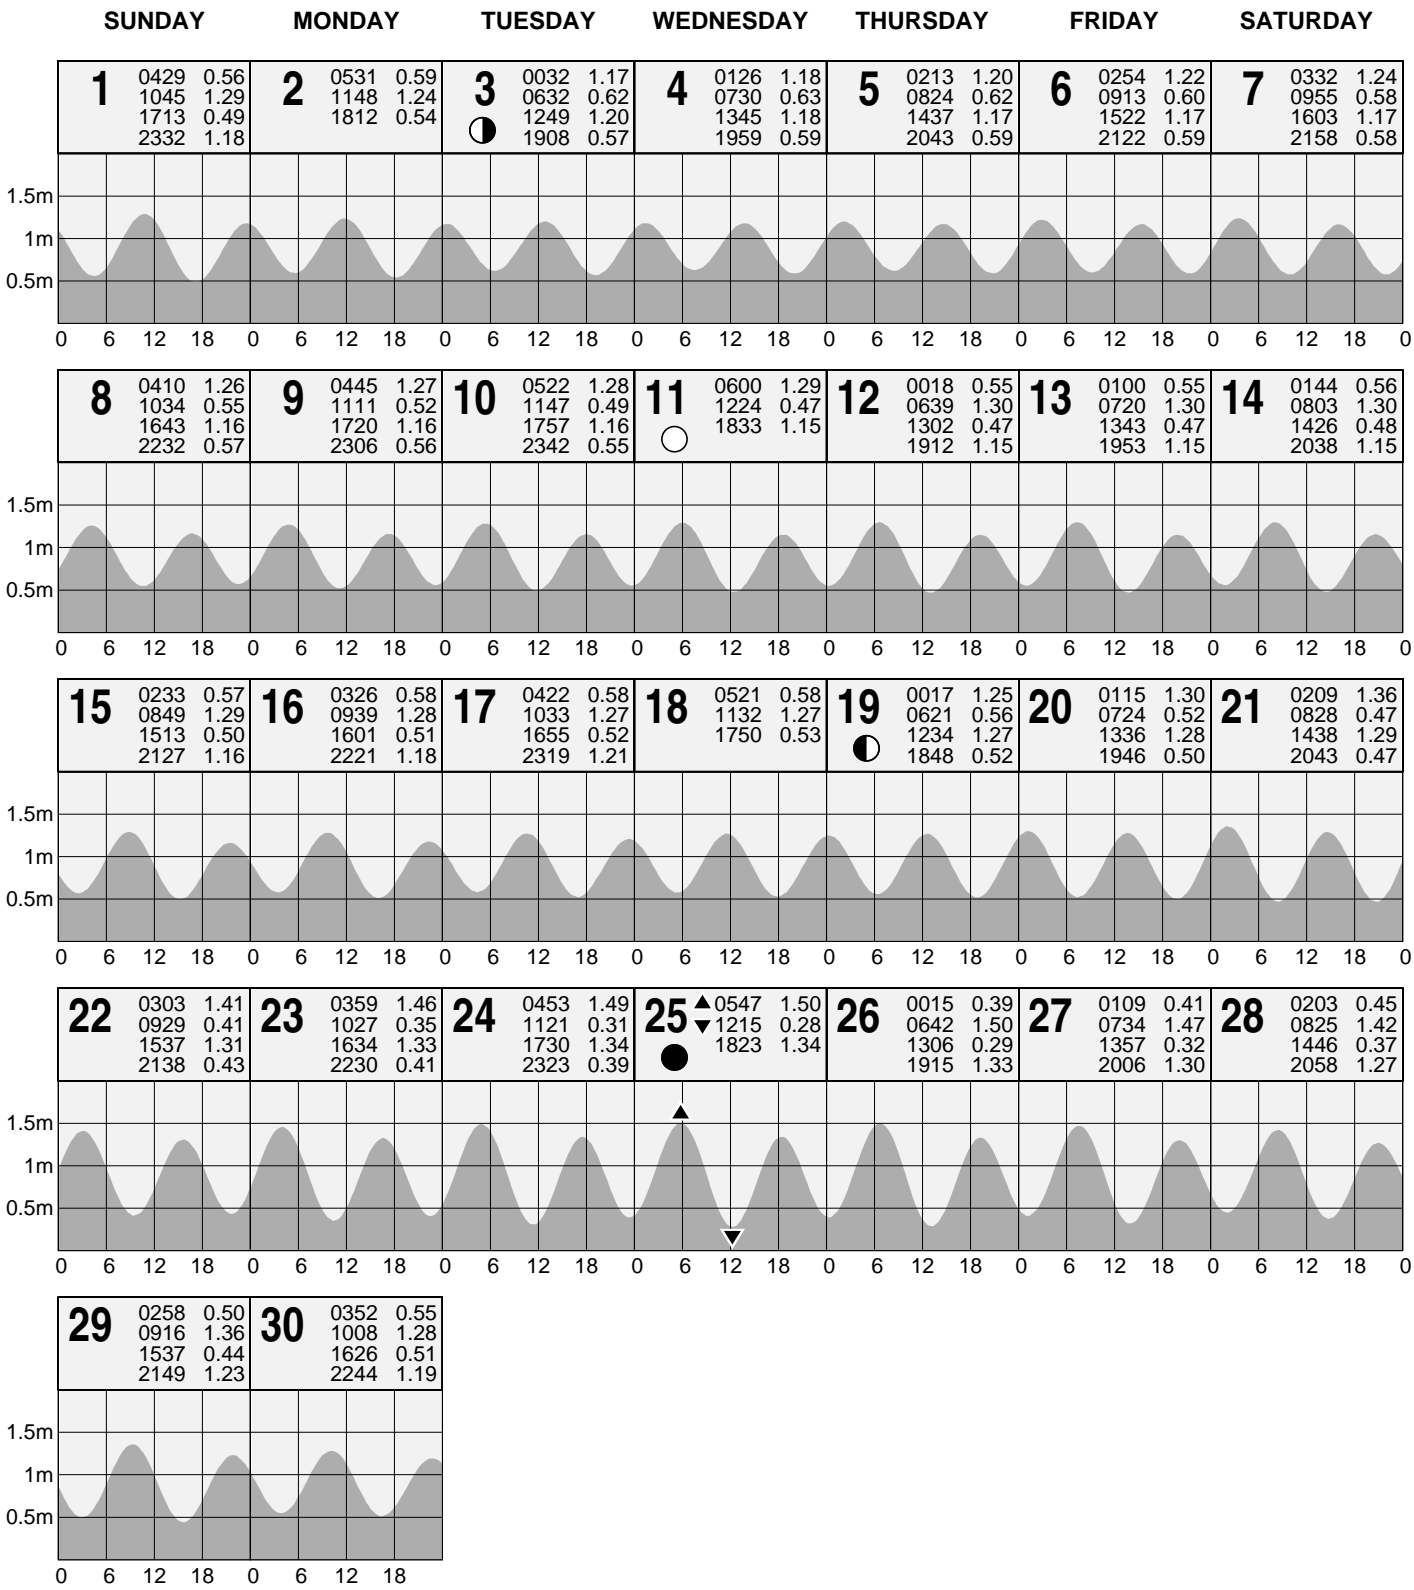 SUNDAY MONDAY TUESDAY WEDNESDAY THURSDAY FRIDAY SATURDAY
1 0429 0.56 2 0531 0.59 3 0032 1.17 4 0126 1.18 5 0213 1.20 6 0254 1.22 7 0332 1.24
1045 1.29 1148 1.24 0632 0.62 0730 0.63 0824 0.62 0913 0.60 0955 0.58
1713 0.49 1812 0.54 1249 1.20 1345 1.18 1437 1.17 1522 1.17 1603 1.17
2332 1.18 1908 0.57 1959 0.59 2043 0.59 2122 0.59 2158 0.58
1.5m
1m
0.5m
0 6 12 18 0 6 12 18 0 6 12 18 0 6 12 18 0 6 12 18 0 6 12 18 0 6 12 18 0
8 0410 1.26 9 0445 1.27 10 0522 1.28 11 0600 1.29 12 0018 0.55 13 0100 0.55 14 0144 0.56
1034 0.55 1111 0.52 1147 0.49 1224 0.47 0639 1.30 0720 1.30 0803 1.30
1643 1.16 1720 1.16 1757 1.16 1833 1.15 1302 0.47 1343 0.47 1426 0.48
2232 0.57 2306 0.56 2342 0.55 1912 1.15 1953 1.15 2038 1.15
1.5m
1m
0.5m
0 6 12 18 0 6 12 18 0 6 12 18 0 6 12 18 0 6 12 18 0 6 12 18 0 6 12 18 0
15 0233 0.57 16 0326 0.58 17 0422 0.58 18 0521 0.58 19 0017 1.25 20 0115 1.30 21 0209 1.36
0849 1.29 0939 1.28 1033 1.27 1132 1.27 0621 0.56 0724 0.52 0828 0.47
1513 0.50 1601 0.51 1655 0.52 1750 0.53 1234 1.27 1336 1.28 1438 1.29
2127 1.16 2221 1.18 2319 1.21 1848 0.52 1946 0.50 2043 0.47
1.5m
1m
0.5m
0 6 12 18 0 6 12 18 0 6 12 18 0 6 12 18 0 6 12 18 0 6 12 18 0 6 12 18 0
22 0303 1.41 23 0359 1.46 24 0453 1.49 25 0547 1.50 26 0015 0.39 27 0109 0.41 28 0203 0.45
0929 0.41 1027 0.35 1121 0.31 1215 0.28 0642 1.50 0734 1.47 0825 1.42
1537 1.31 1634 1.33 1730 1.34 1823 1.34 1306 0.29 1357 0.32 1446 0.37
2138 0.43 2230 0.41 2323 0.39 1915 1.33 2006 1.30 2058 1.27
1.5m
1m
0.5m
0 6 12 18 0 6 12 18 0 6 12 18 0 6 12 18 0 6 12 18 0 6 12 18 0 6 12 18 0
29 0258 0.50 30 0352 0.55
0916 1.36 1008 1.28
1537 0.44 1626 0.51
2149 1.23 2244 1.19
1.5m
1m
0.5m
0 6 12 18 0 6 12 18